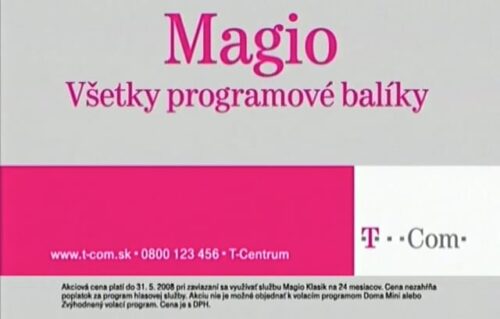 Magio
Všetky programové balíky
www.t-com.sk • 0800 123 456 • T-Centrum
T··Com·
Akciová cena platí do 31. 5. 2008 pri zaviazaní sa využívať službu Magio Klasik na 24 mesiacov. Cena nezahŕňa
poplatok za program hlasovej služby. Akciu nie je možné objednať k volacím programom Doma Mini alebo
Zvýhodnený volací program. Cena je s DPH.